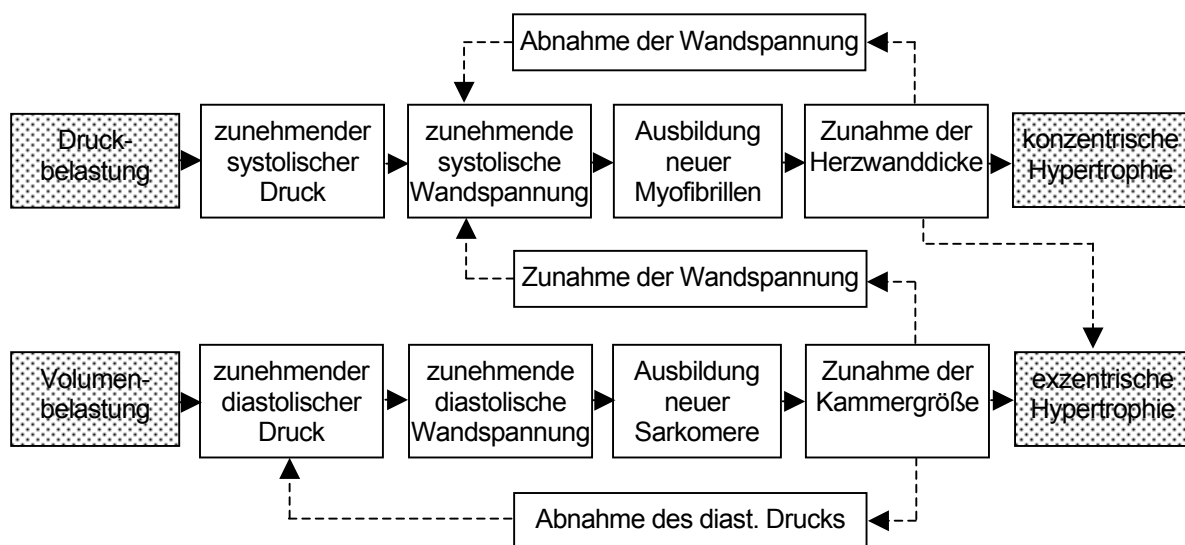 Abnahme der Wandspannung
Druck-
belastung
zunehmender
systolischer
Druck
zunehmende
systolische
Wandspannung
Ausbildung
neuer
Myofibrillen
Zunahme der
Herzwanddicke
konzentrische
Hypertrophie
Zunahme der Wandspannung
Volumen-
belastung
zunehmender
diastolischer
Druck
zunehmende
diastolische
Wandspannung
Ausbildung
neuer
Sarkomere
Zunahme der
Kammergröße
exzentrische
Hypertrophie
Abnahme des diast. Drucks